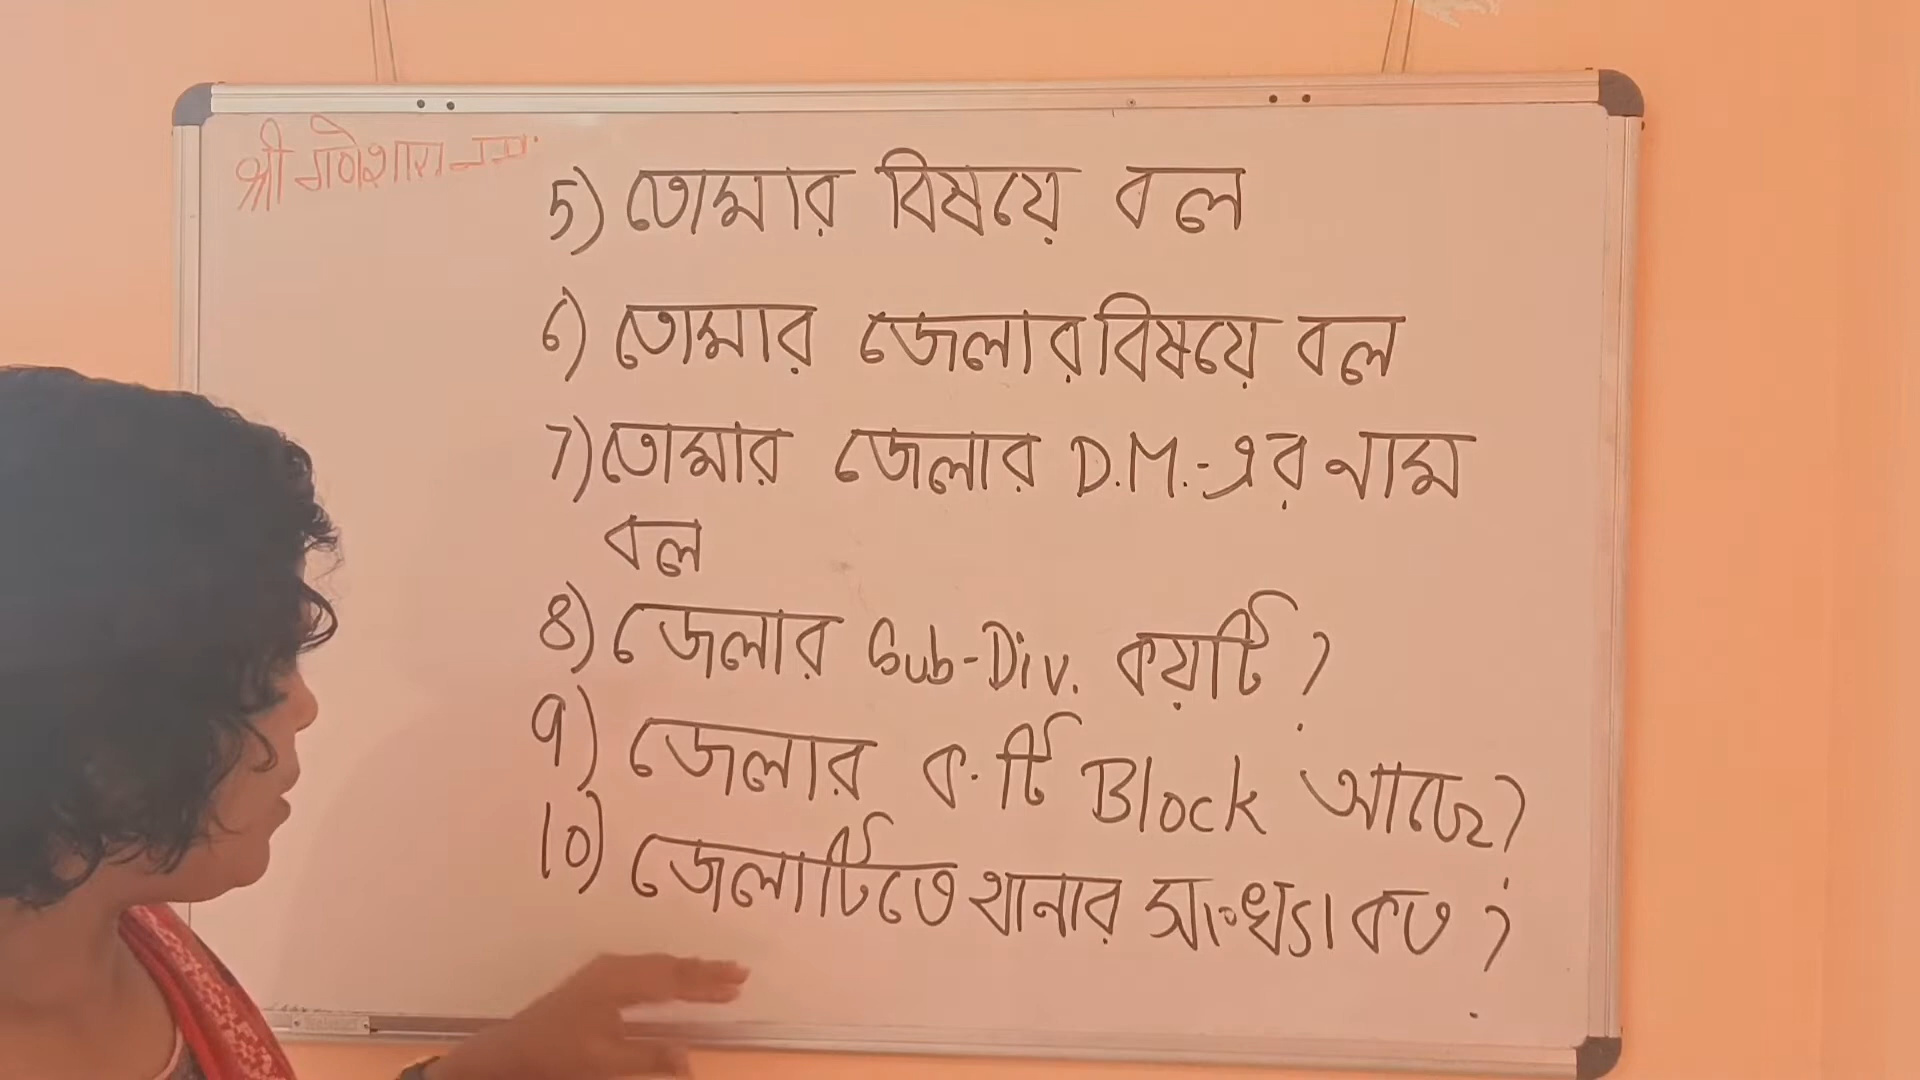 শ্রী গণেশায় নমঃ
5) তোমার বিষয়ে বল
6) তোমার জেলার বিষয়ে বল
7) তোমার জেলার D.M.-এর নাম
বল
8) জেলার Sub-Div. কয়টি?
9) জেলার ক'টি Block আছে?
10) জেলাটিতে থানার সংখ্যা কত?